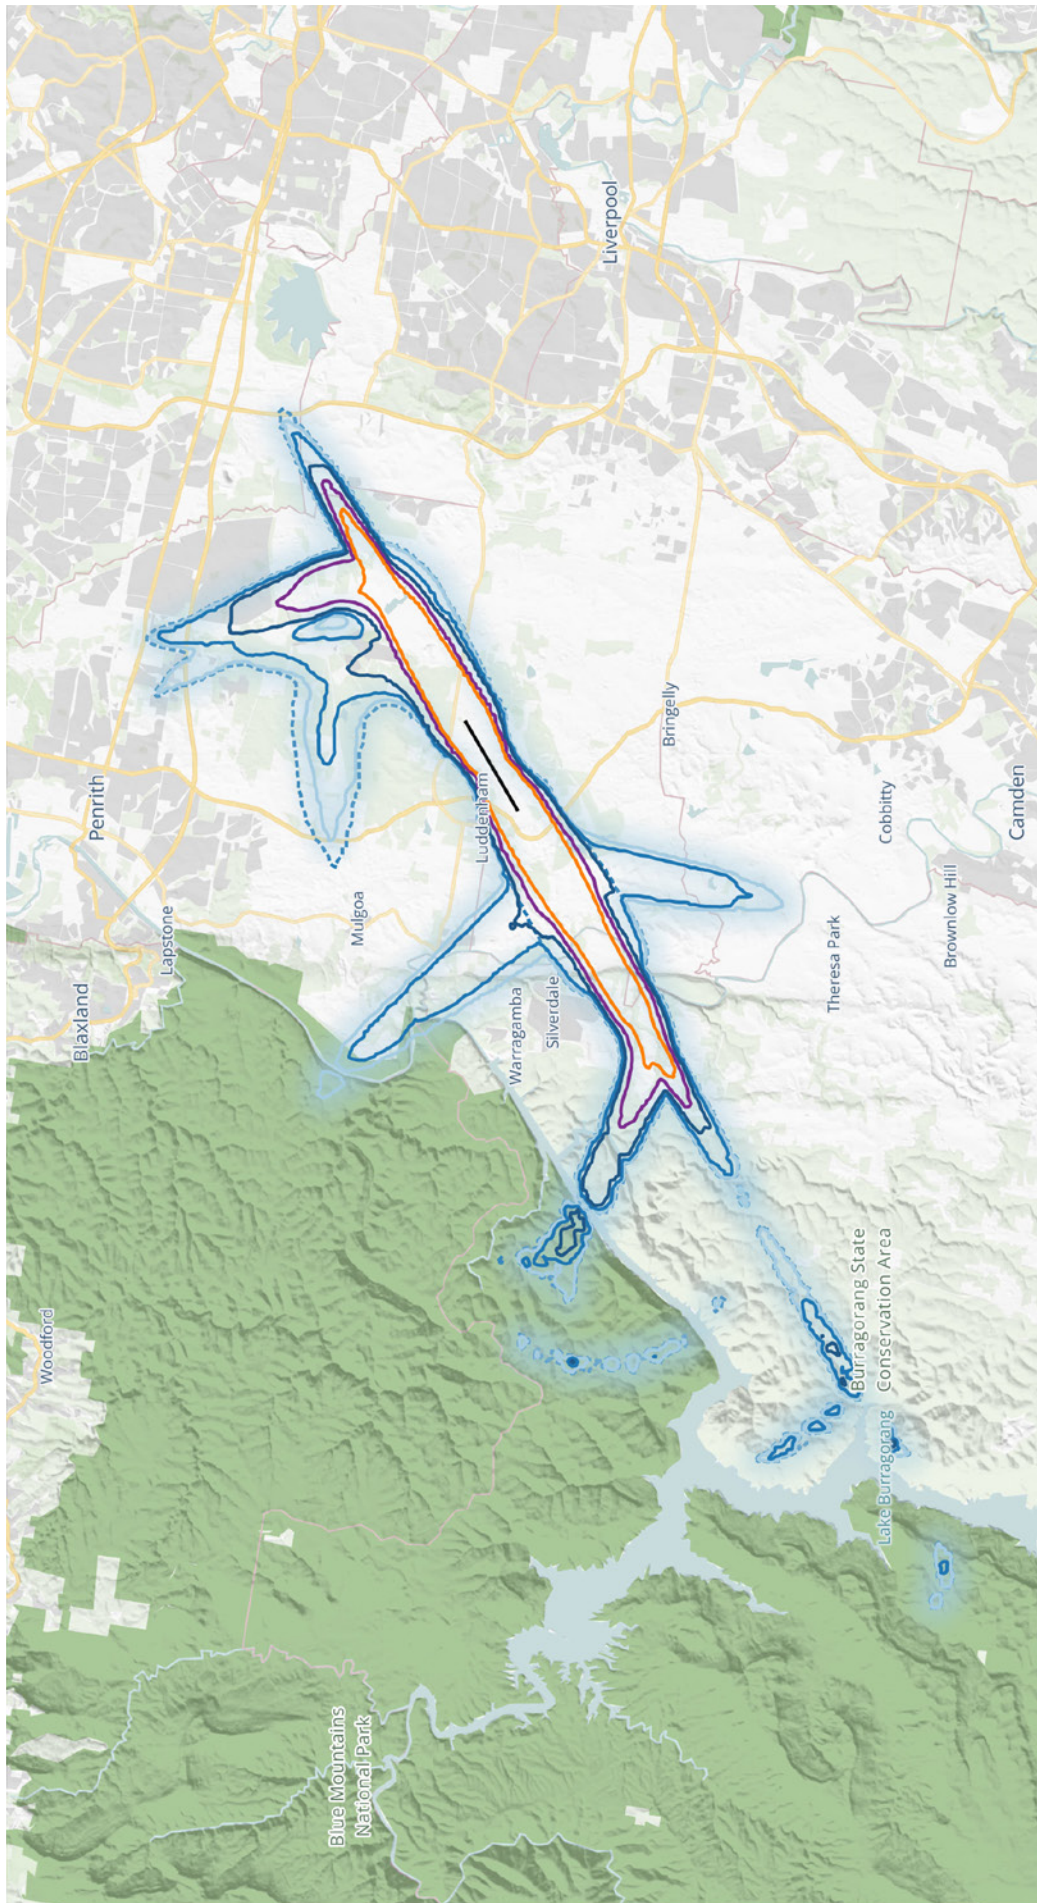 Blaxland
Penrith
Lapstone
Woodford
Mulgoa
Blue Mountains
National Park
Luddenham
Warragamba
Silverdale
Liverpool
Bringelly
Theresa Park
Cobbitty
Brownlow Hill
Camden
Burragorang State
Conservation Area
Lake Burragorang